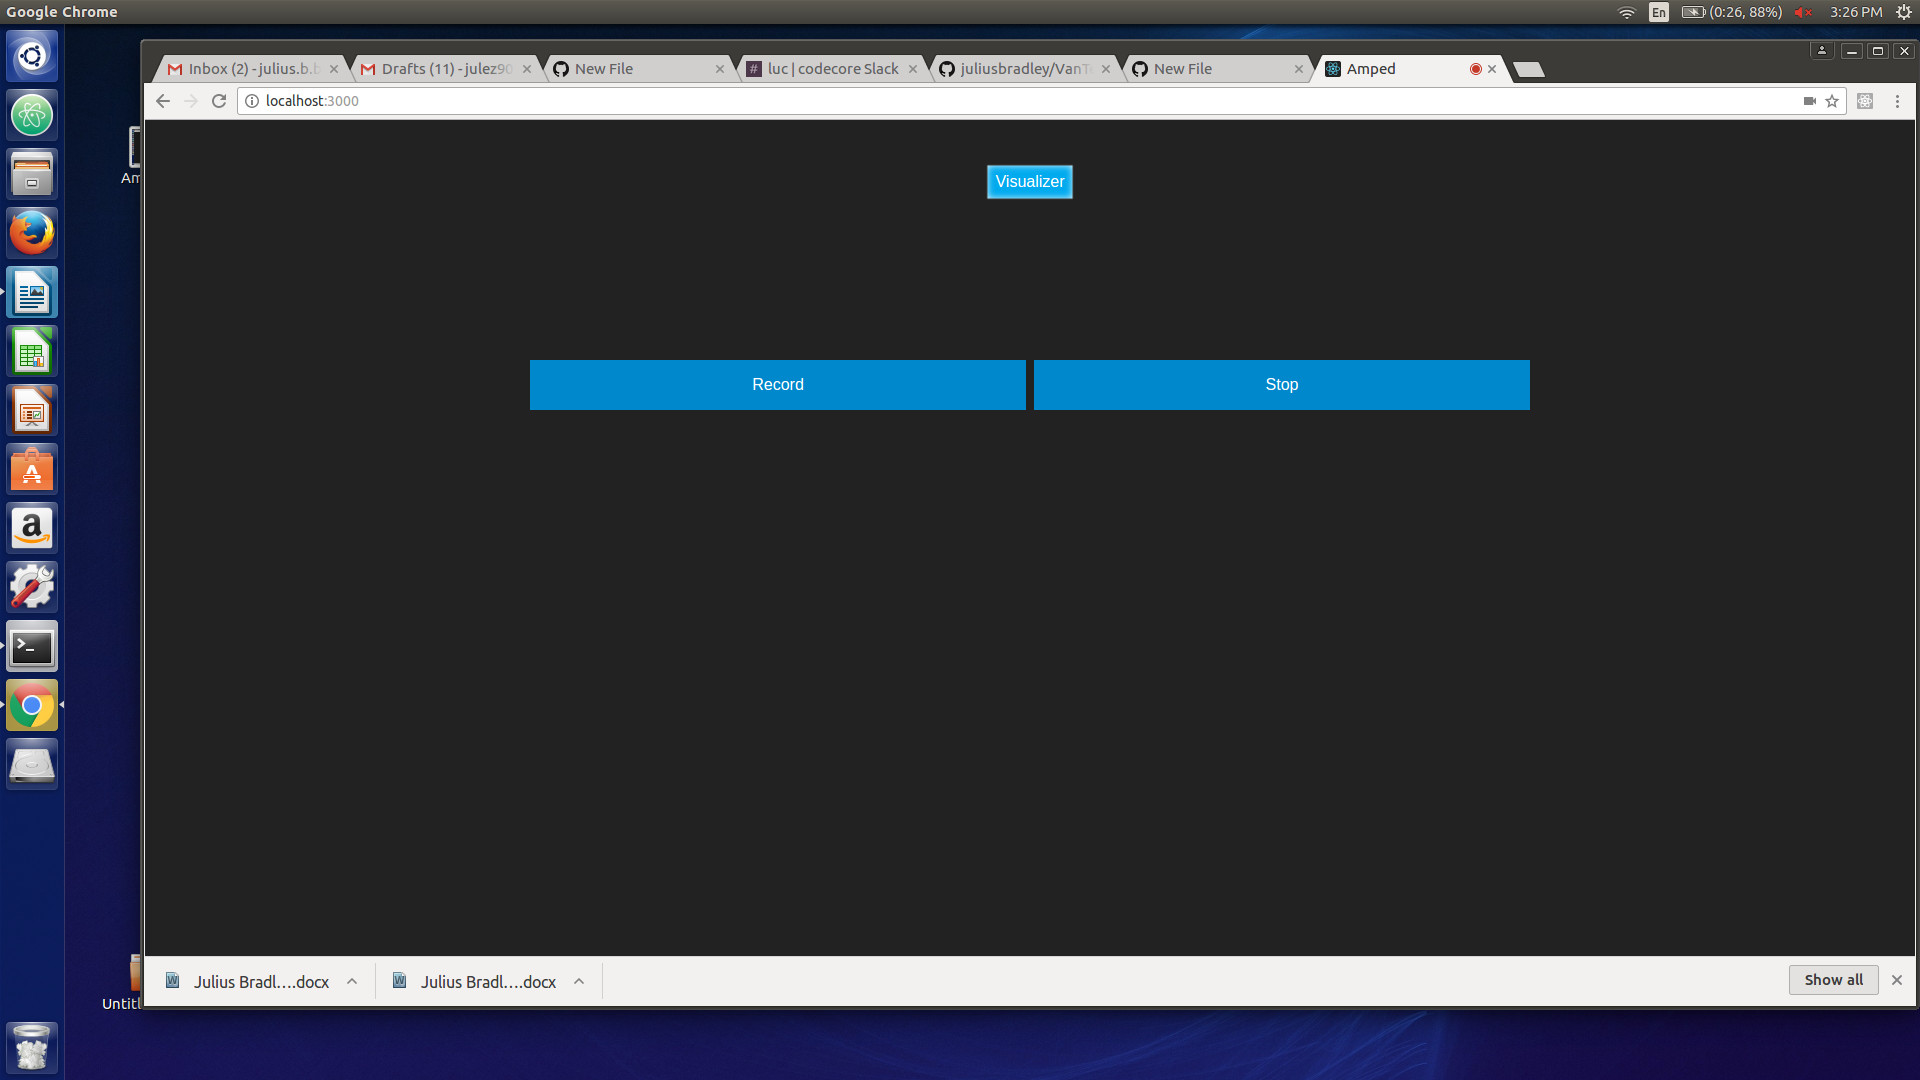 Google Chrome
En
(0:26, 88%)
3:26 PM
Inbox (2) - julius.b.b
Drafts (11) - julez90
New File
# luc | codecore Slack
juliusbradley/VanT
New File
Amped
localhost:3000
Am
Visualizer
Record
Stop
Julius Bradl....docx
Julius Bradl....docx
Show all
Untitl